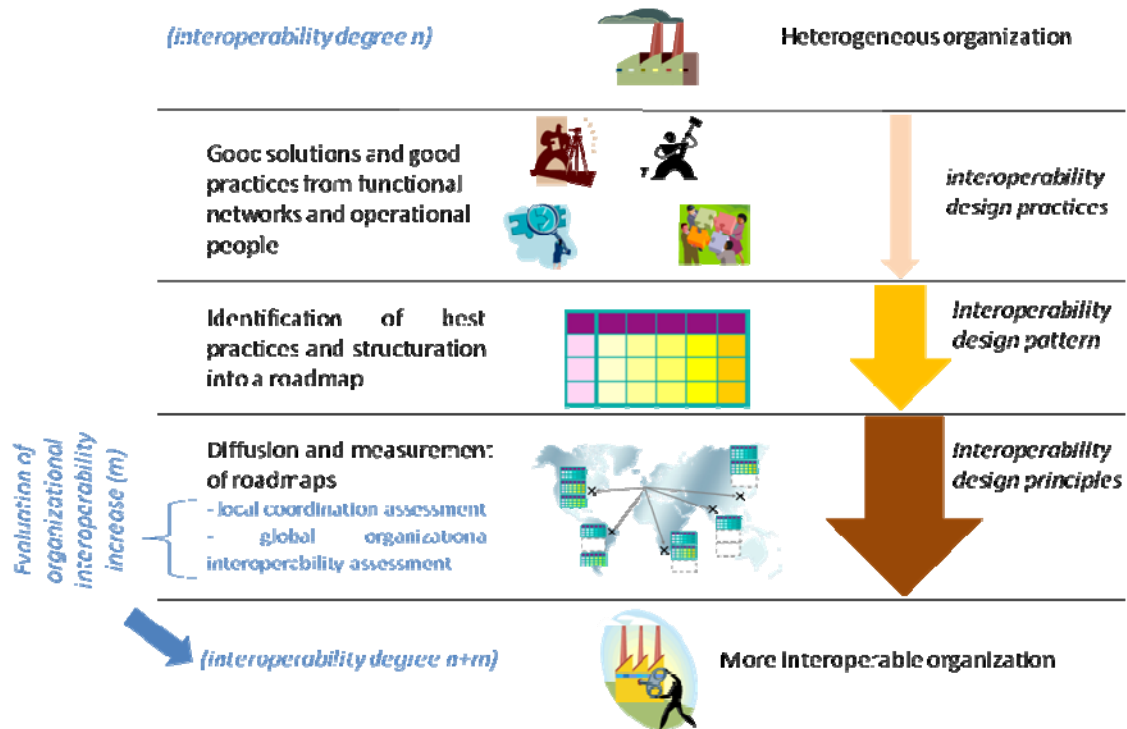 (interoperability degree n)
Heterogeneous organization
Gooc solutions and good
practices from functional
networks and operational
people
interoperability
design practices
Identification of best
practices and structuration
into a roadmap
Interoperability
design pattern
Evaluation of
organizational
interoperability
increase (m)
Diffusion and measurement
of roadmaps
- local coordination assessment
- global organizationa
interoperability assessment
Interoperability
design principles
(interoperability degree n+m)
More Interoperable organization